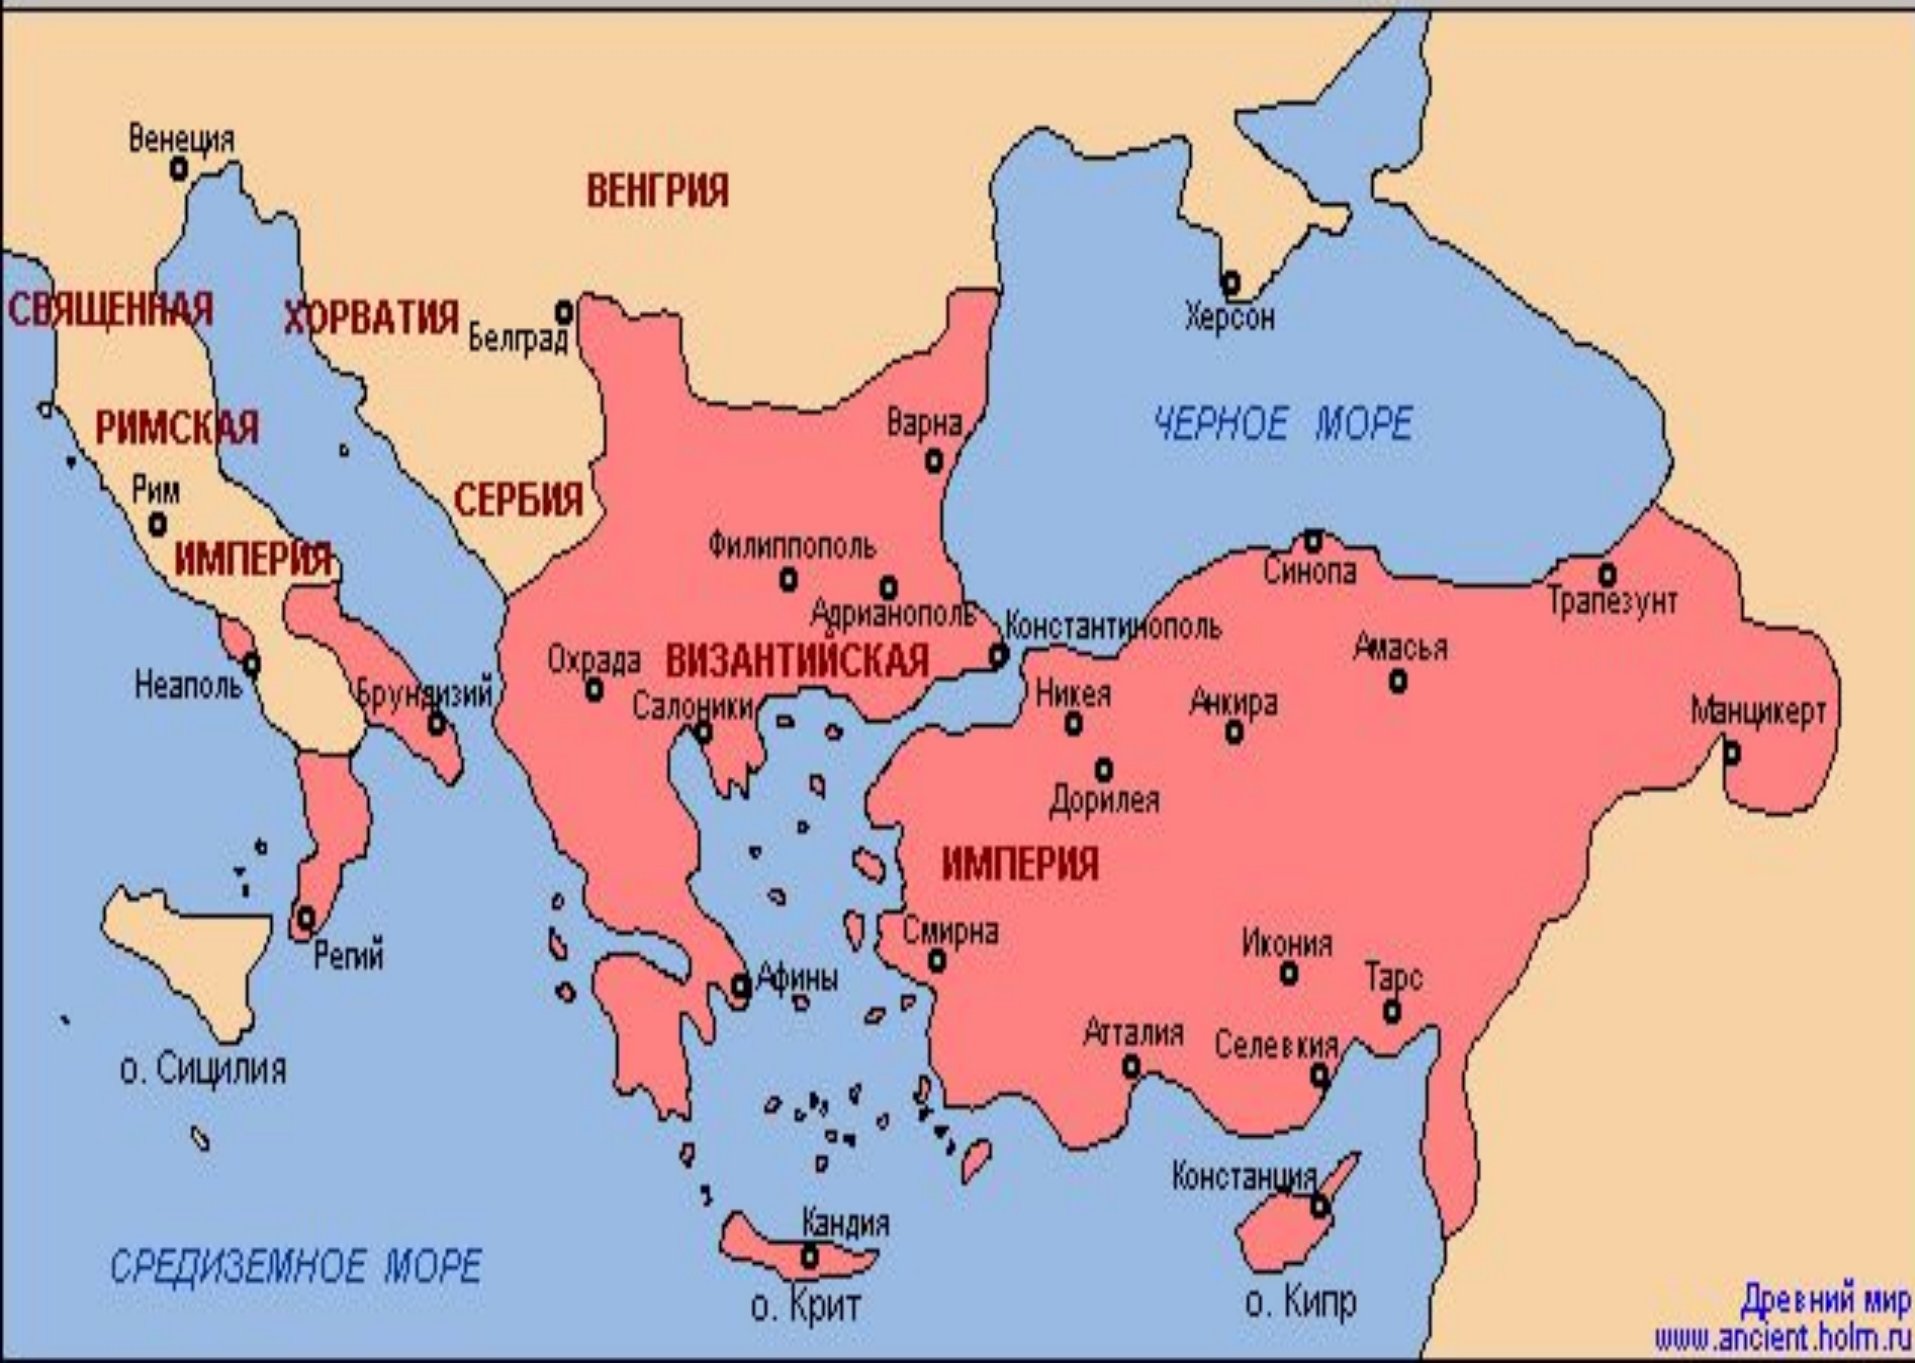 Венеция
ВЕНГРИЯ
СВЯЩЕННАЯ
ХОРВАТИЯ
Белград
Херсон
РИМСКАЯ
Варна
ЧЕРНОЕ МОРЕ
Рим
СЕРБИЯ
ИМПЕРИЯ
Филиппополь
Синопа
Адрианополь
Трапезунт
Константинополь
Охрада
ВИЗАНТИЙСКАЯ
Амасья
Неаполь
Брундизий
Салоники
Никея
Анкира
Манцикерт
Дорилея
ИМПЕРИЯ
Смирна
Икония
Регий
Афины
Тарс
Атталия
Селевкия
о. Сицилия
Констанция
Кандия
СРЕДИЗЕМНОЕ МОРЕ
о. Крит
о. Кипр
Древний мир
www.ancient.holm.ru